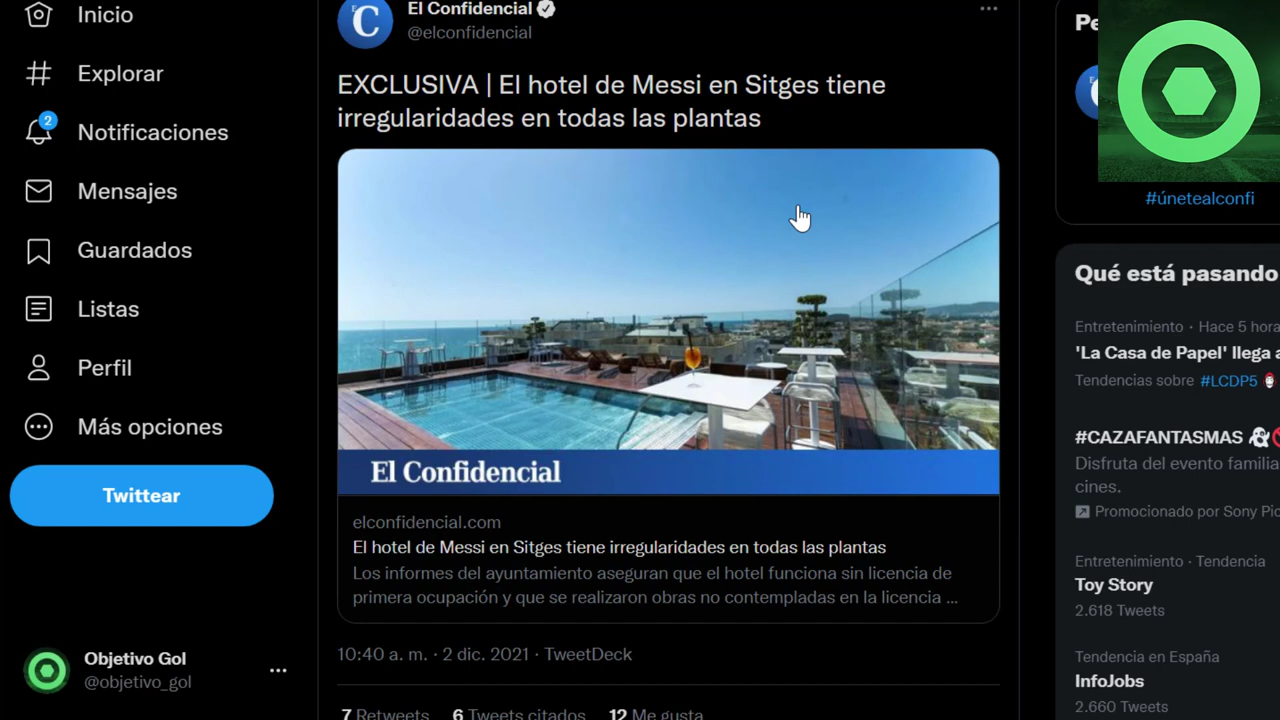 Inicio
Explorar
2
Notificaciones
Mensajes
Guardados
Listas
Perfil
Más opciones
Twittear
Objetivo Gol
@objetivo_gol
C
El Confidencial
@elconfidencial
EXCLUSIVA | El hotel de Messi en Sitges tiene
irregularidades en todas las plantas
El Confidencial
elconfidencial.com
El hotel de Messi en Sitges tiene irregularidades en todas las plantas
Los informes del ayuntamiento aseguran que el hotel funciona sin licencia de
primera ocupación y que se realizaron obras no contempladas en la licencia ...
10:40 a. m. · 2 dic. 2021 · TweetDeck
7 Retweets 6 Tweets citados 12 Me gusta
#únetealconfi
Qué está pasando
Entretenimiento · Hace 5
'La Casa de Papel' llega
Tendencias sobre #LCDP5
#CAZAFANTASMAS
Disfruta del evento
cines.
Promocionado por Sony
Entretenimiento · Tendencia
Toy Story
2.618 Tweets
Tendencia en España
InfoJobs
2.660 Tweets